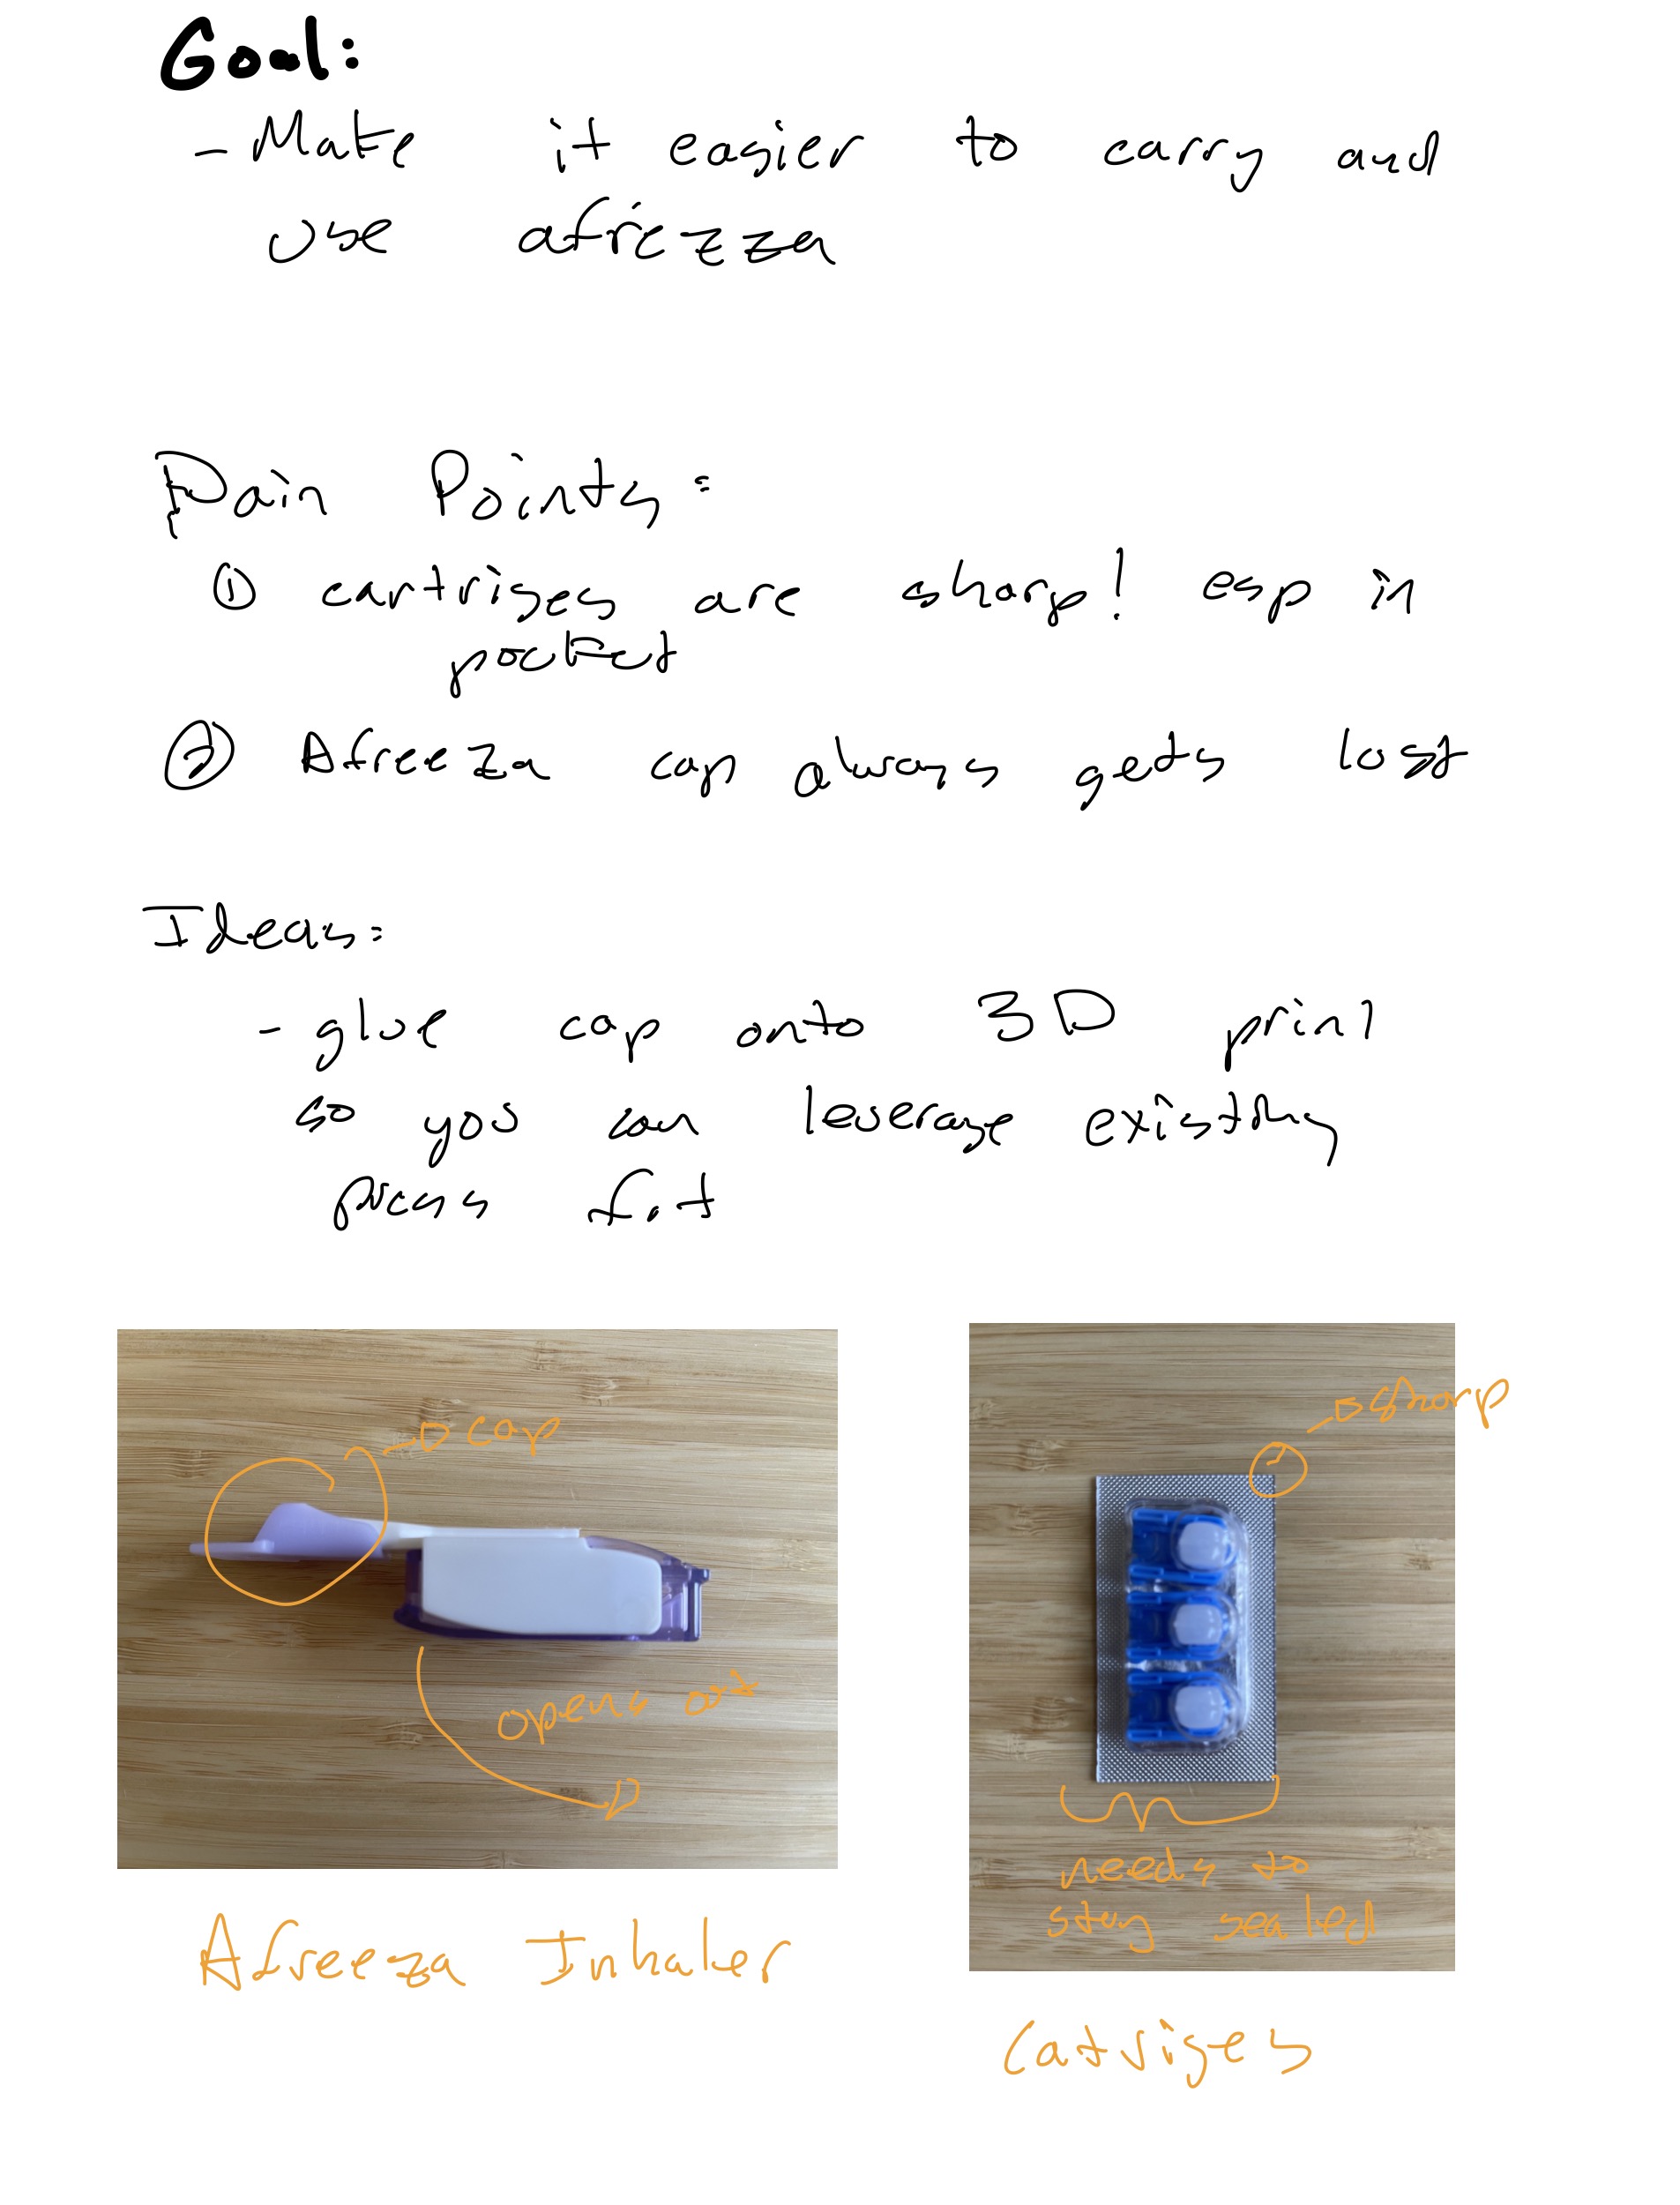 Goal:
- Make it easier to carry and
use afrezza
Pain Points:
① cartriges are sharp! esp in
pocket
② Afreeza cap always gets lost
Ideas:
- glue cap onto 3D print
so you can leverage existing
press fit
cap
opens out
Afreeza Inhaler
sharp
needs to
stay sealed
Catriges